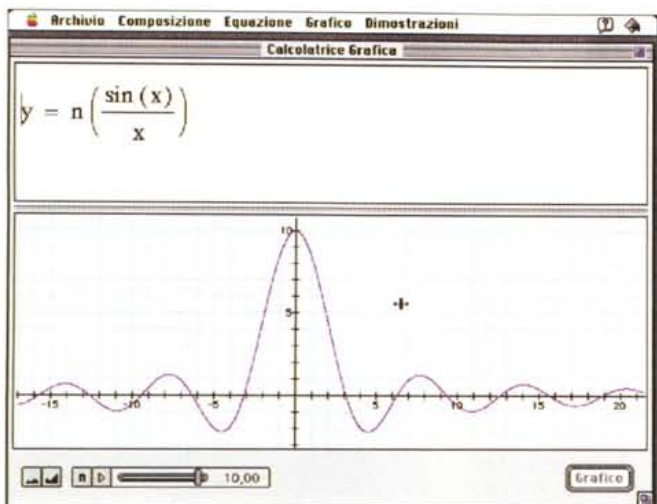 Archivio Composizione Equazione Grafico Dimostrazioni
Calcolatrice Grafica
y = n ( sin ( x ) / x )
10
5
-15 -10 -5 5 10 15 20
n 10,00
Grafico